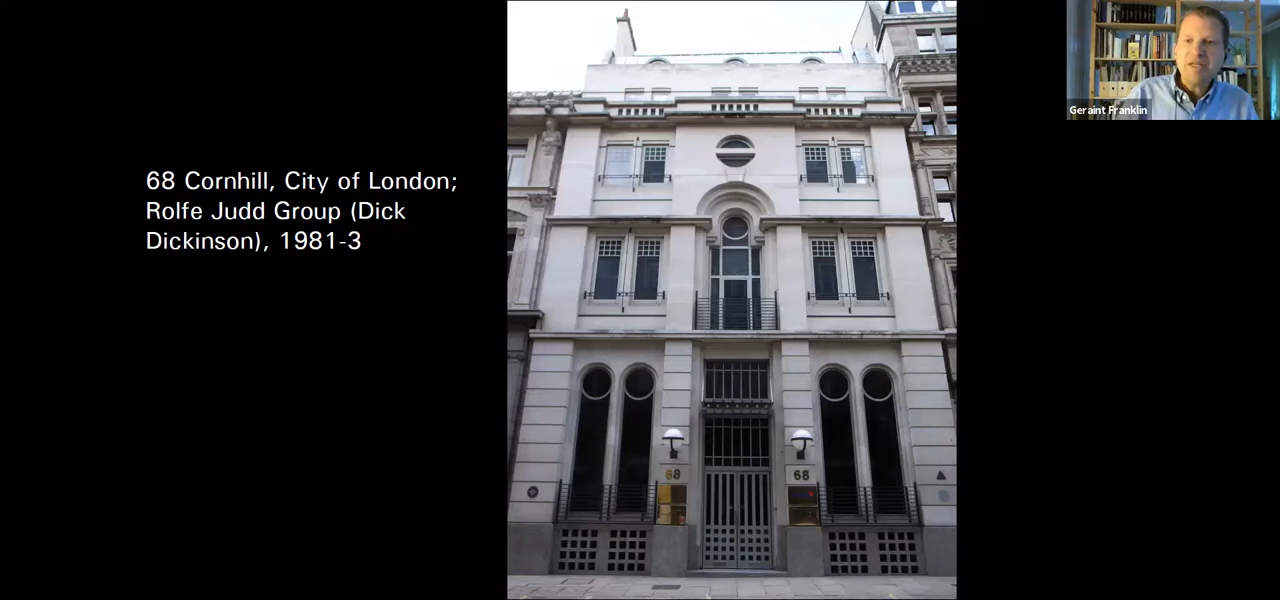 68 Cornhill, City of London;
Rolfe Judd Group (Dick
Dickinson), 1981-3
Geraint Franklin
68
68